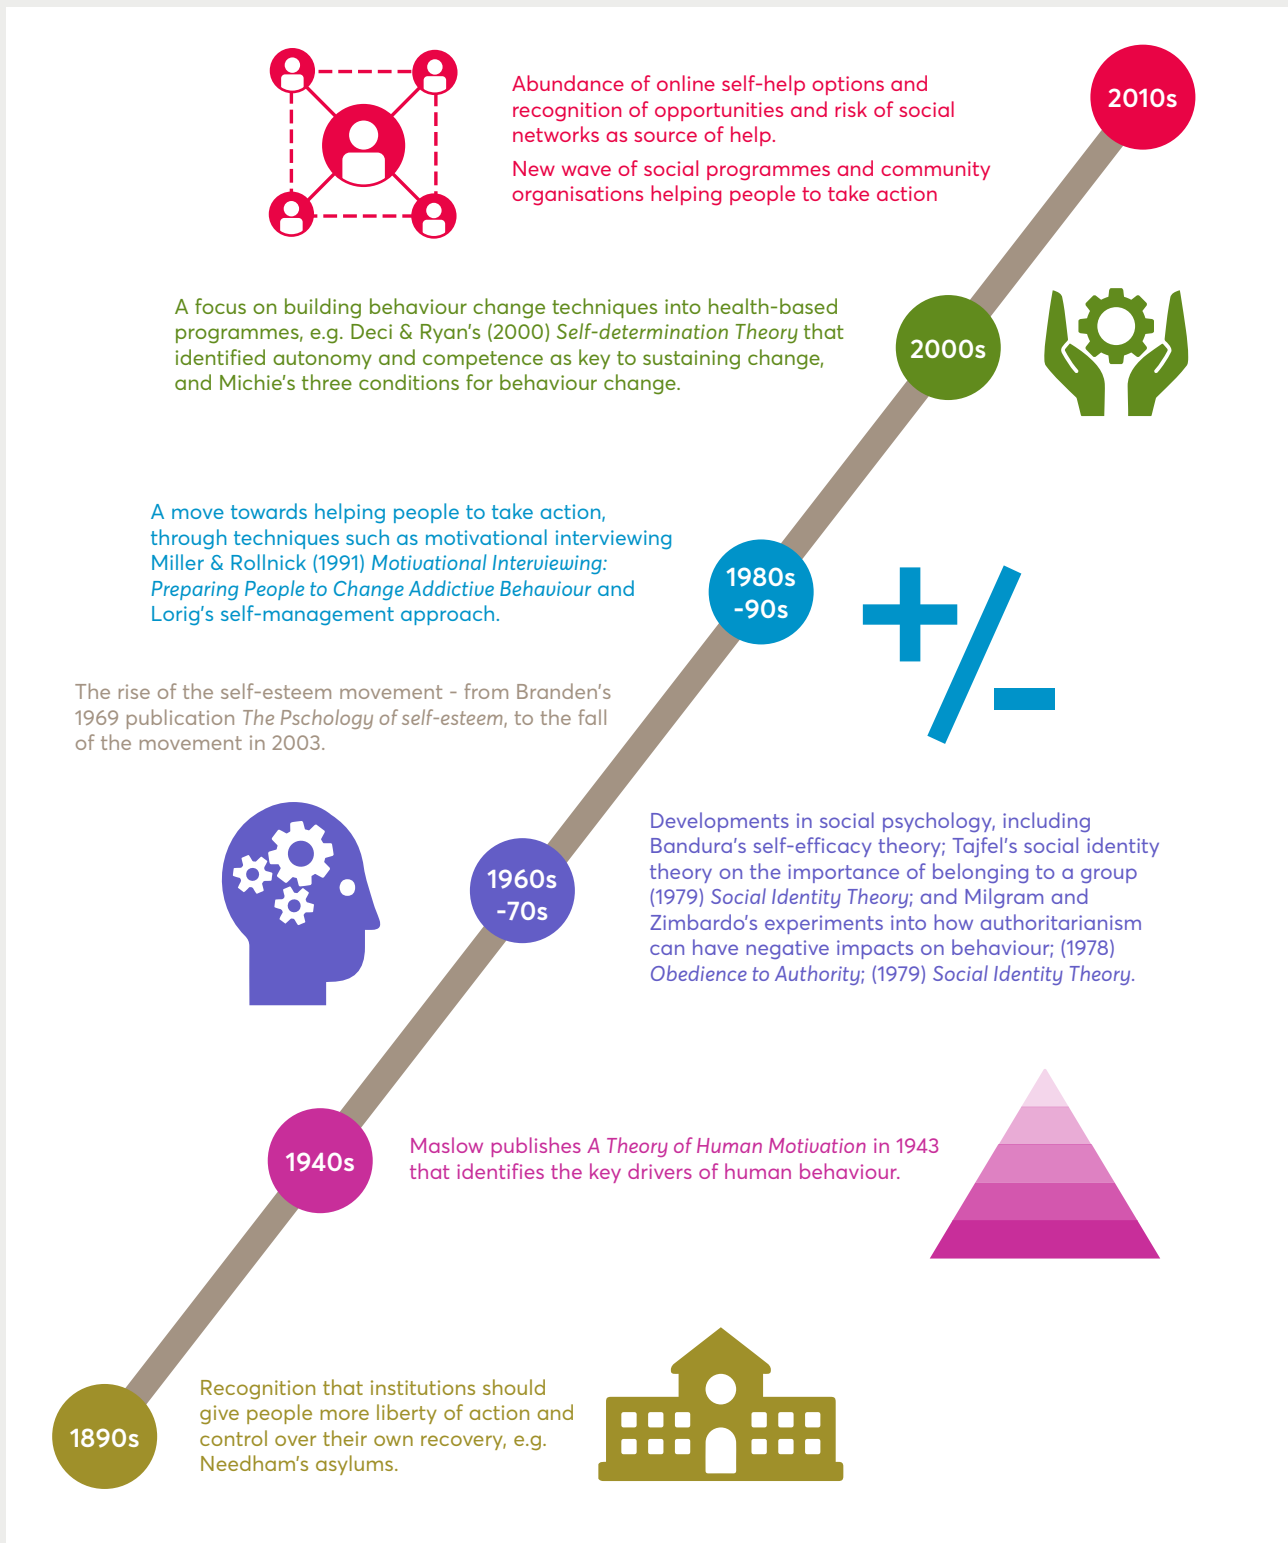 Abundance of online self-help options and
recognition of opportunities and risk of social
networks as source of help.
New wave of social programmes and community
organisations helping people to take action
2010s
A focus on building behaviour change techniques into health-based
programmes, e.g. Deci & Ryan's (2000) Self-determination Theory that
identified autonomy and competence as key to sustaining change,
and Michie's three conditions for behaviour change.
2000s
A move towards helping people to take action,
through techniques such as motivational interviewing
Miller & Rollnick (1991) Motivational Interviewing:
Preparing People to Change Addictive Behaviour and
Lorig's self-management approach.
1980s
-90s
The rise of the self-esteem movement - from Branden's
1969 publication The Pschology of self-esteem, to the fall
of the movement in 2003.
1960s
-70s
Developments in social psychology, including
Bandura's self-efficacy theory; Tajfel's social identity
theory on the importance of belonging to a group
(1979) Social Identity Theory; and Milgram and
Zimbardo's experiments into how authoritarianism
can have negative impacts on behaviour; (1978)
Obedience to Authority; (1979) Social Identity Theory.
1940s
Maslow publishes A Theory of Human Motivation in 1943
that identifies the key drivers of human behaviour.
1890s
Recognition that institutions should
give people more liberty of action and
control over their own recovery, e.g.
Needham's asylums.